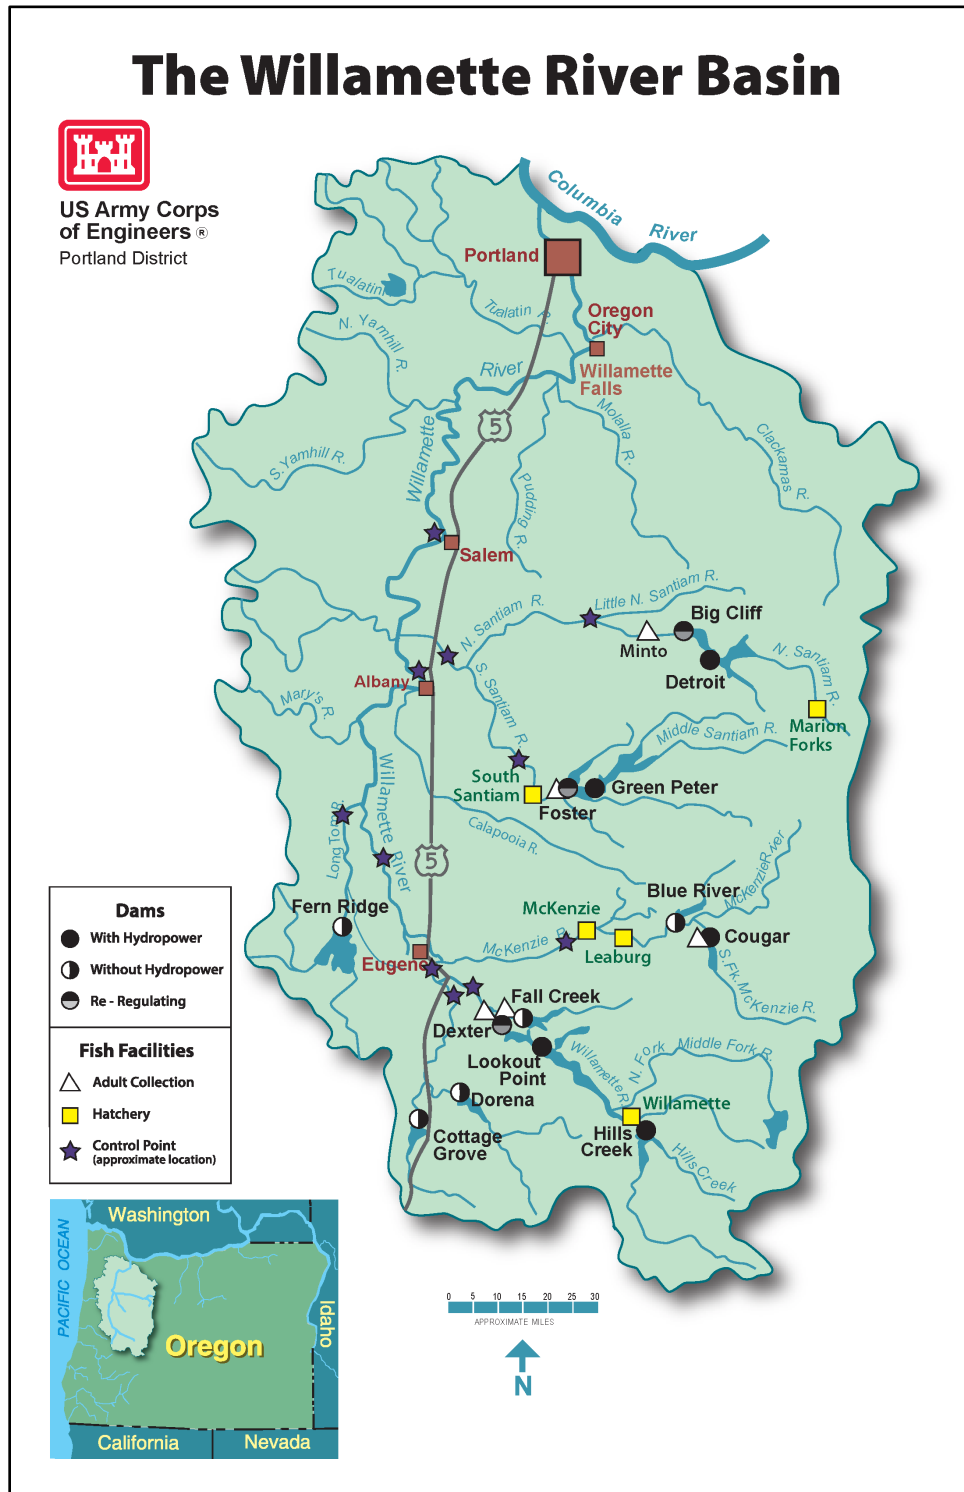 The Willamette River Basin
US Army Corps
of Engineers ®
Portland District
Columbia River
Portland
Tualatin
Tualatin R.
Oregon
City
N. Yamhill R.
River
Willamette
Falls
5
Molalla R.
Willamette
S.Yamhill R.
Clackamas R.
Pudding R.
Salem
Little N. Santiam R.
N. Santiam R.
Big Cliff
Minto
N. Santiam R.
Detroit
S. Santiam R.
Albany
Mary's R.
Marion
Forks
Middle Santiam R.
South
Santiam
Green Peter
Foster
Willamette River
Long Tom R.
Calapooia R.
5
McKenzie River
Blue River
Fern Ridge
McKenzie
McKenzie R.
Leaburg
Cougar
Eugene
S. Fk. McKenzie R.
Fall Creek
Dexter
Lookout
Point
Willamette R.
N. Fork Middle Fork R.
Dorena
Willamette
Cottage
Grove
Hills
Creek
Hills Creek
Dams
With Hydropower
Without Hydropower
Re - Regulating
Fish Facilities
Adult Collection
Hatchery
Control Point
(approximate location)
Washington
PACIFIC OCEAN
Oregon
Idaho
California
Nevada
0 5 10 15 20 25 30
APPROXIMATE MILES
N